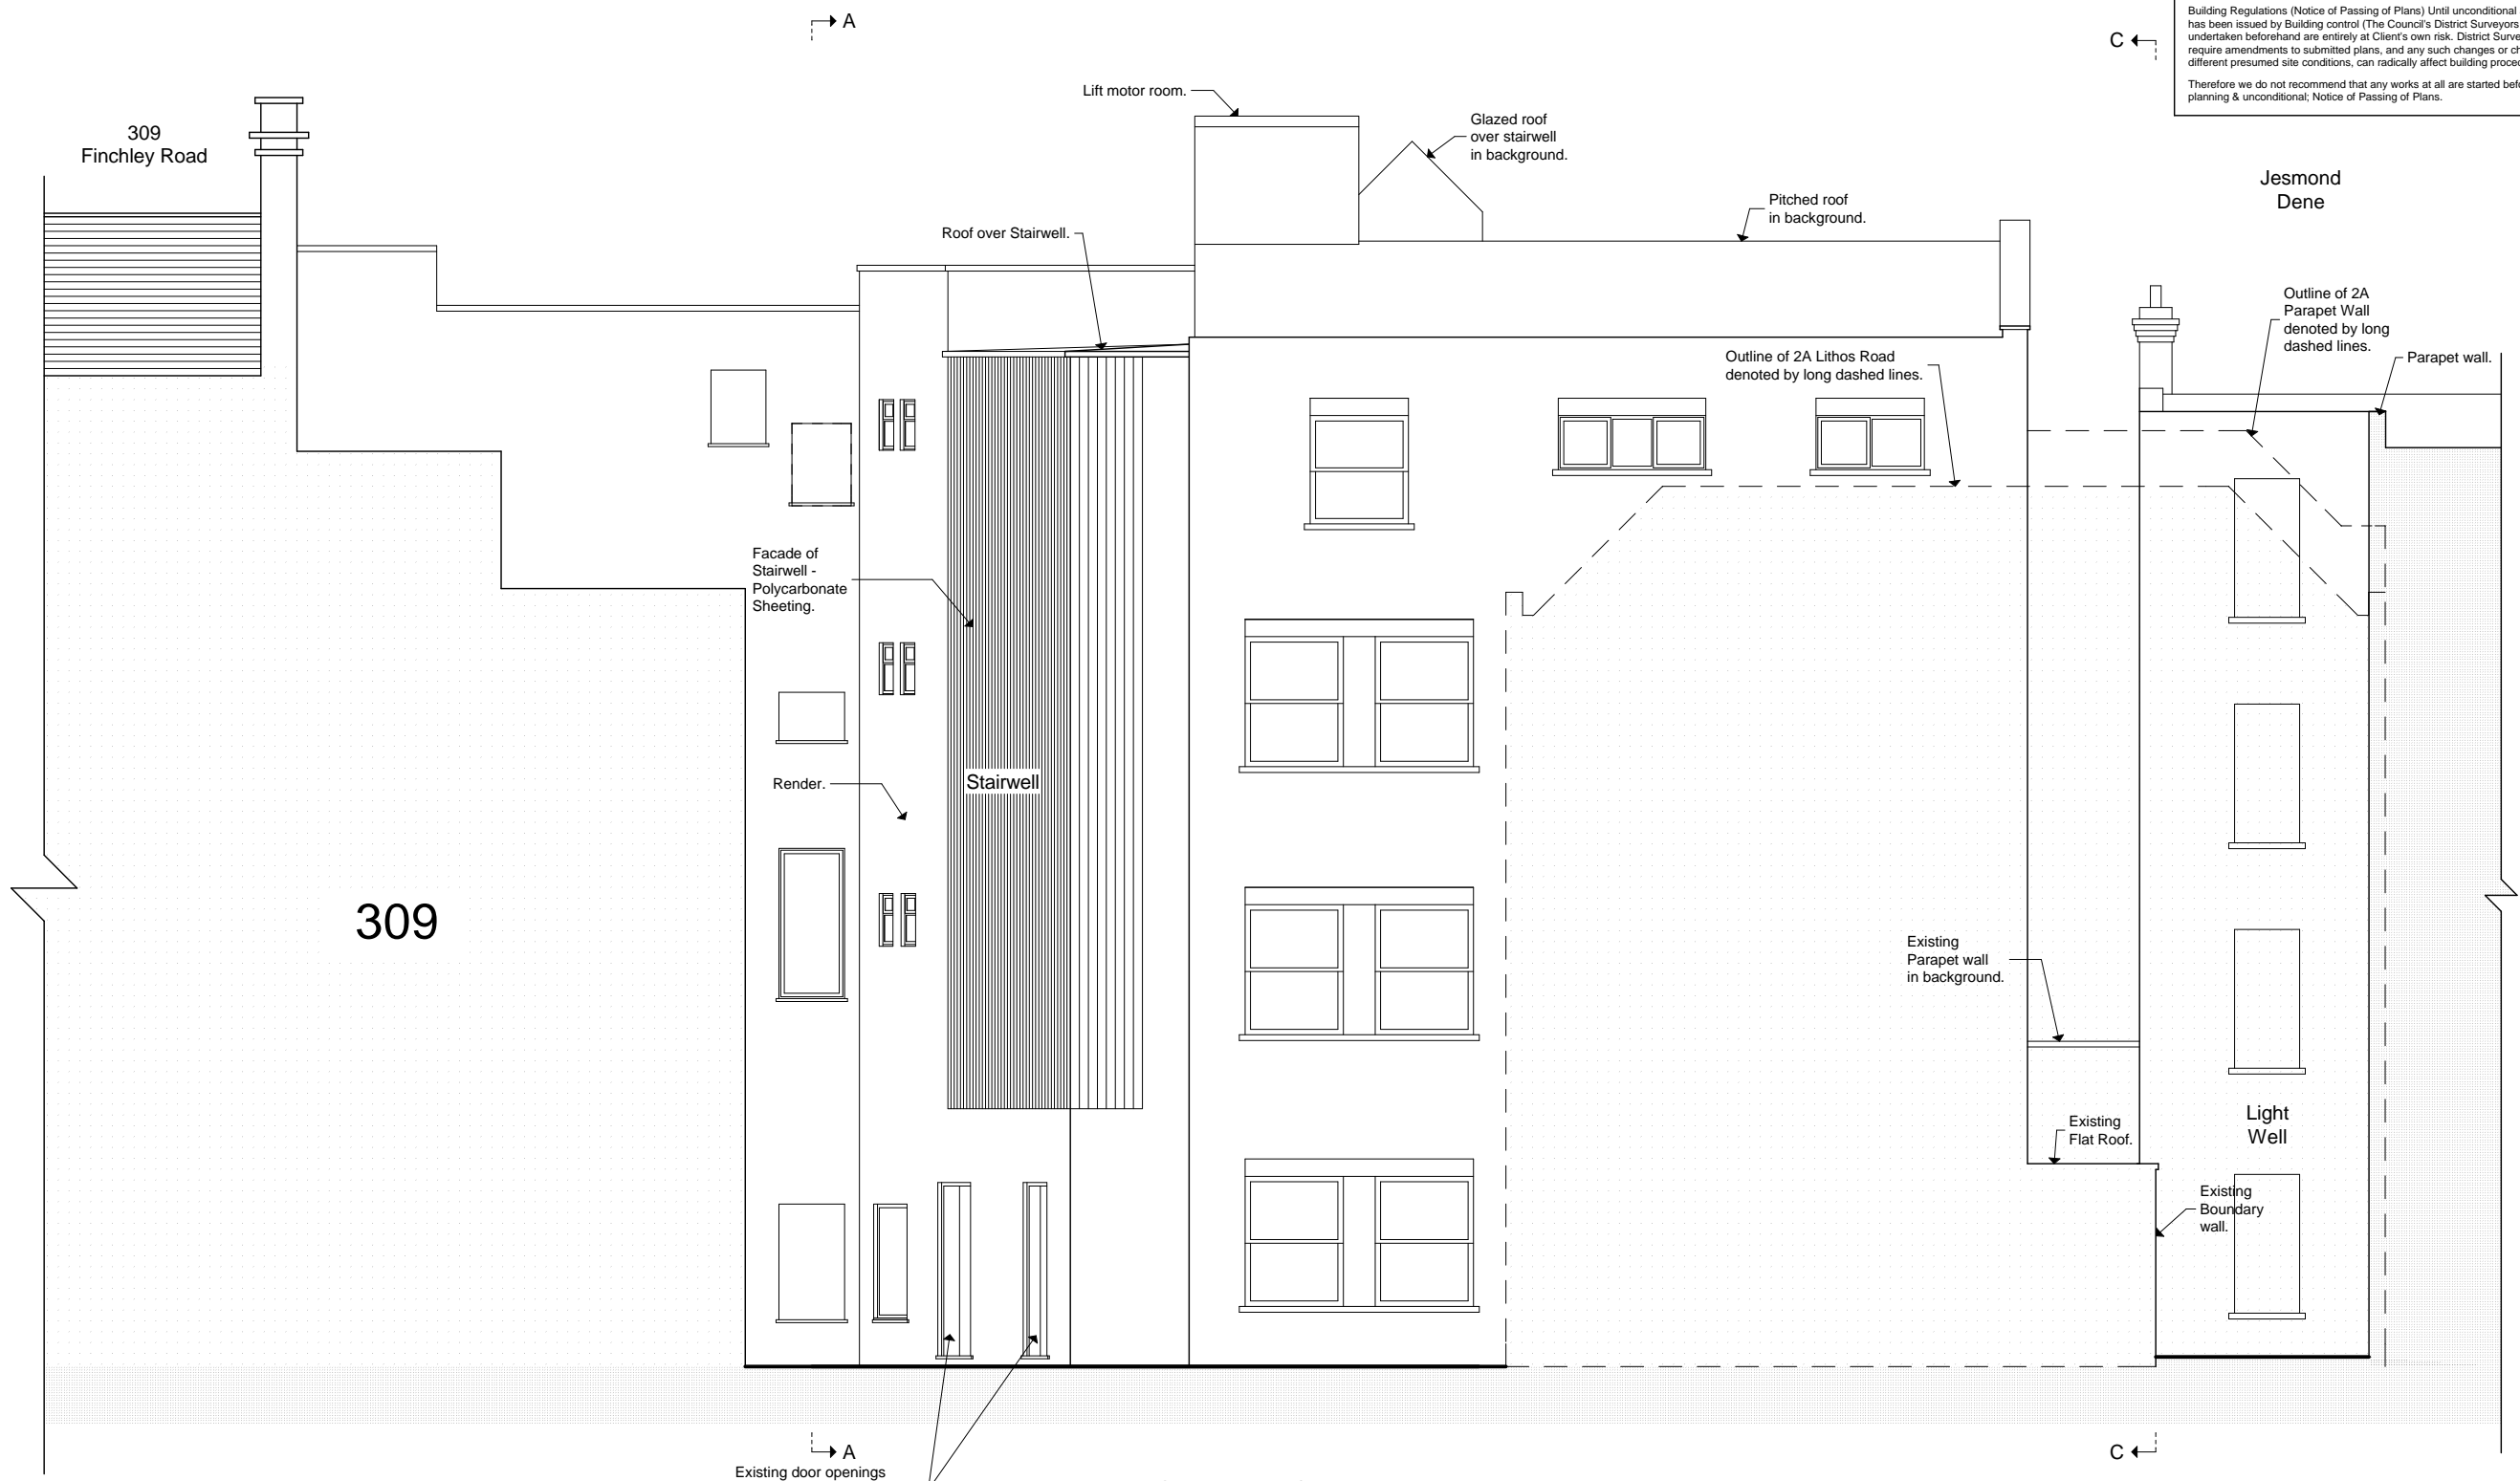 A
C
Building Regulations (Notice of Passing of Plans) Until unconditional
has been issued by Building control (The Council's District Surveyors
undertaken beforehand are entirely at Client's own risk. District Surve
require amendments to submitted plans, and any such changes or ch
different presumed site conditions, can radically affect building proced
Therefore we do not recommend that any works at all are started befo
planning & unconditional; Notice of Passing of Plans.
Lift motor room.
309
Finchley Road
Glazed roof
over stairwell
in background.
Jesmond
Dene
Pitched roof
in background.
Roof over Stairwell.
Outline of 2A
Parapet Wall
denoted by long
dashed lines.
Outline of 2A Lithos Road
denoted by long dashed lines.
Parapet wall.
Facade of
Stairwell -
Polycarbonate
Sheeting.
Render.
Stairwell
309
Existing
Parapet wall
in background.
Existing
Flat Roof.
Light
Well
Existing
Boundary
wall.
A
C
Existing door openings